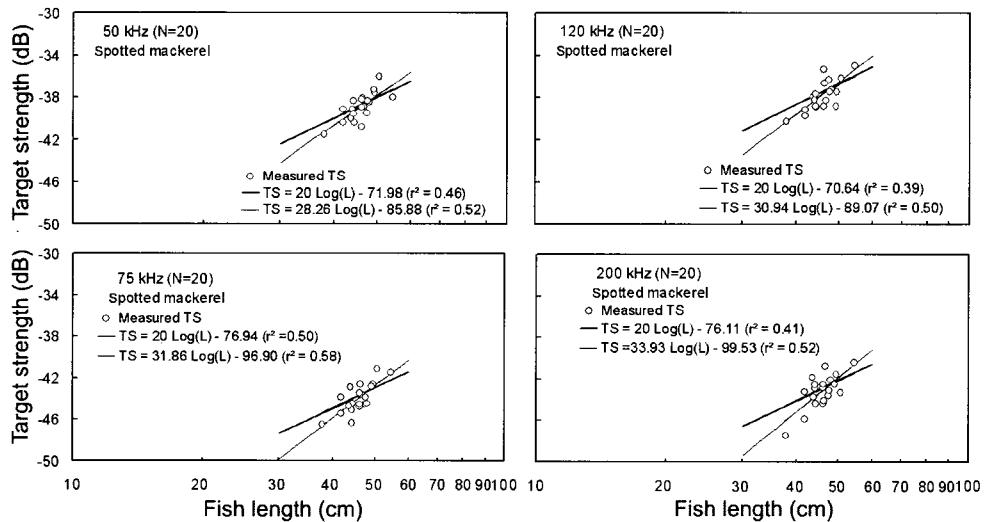 -30
-34
-38
-42
-46
-50
Target strength (dB)
50 kHz (N=20)
Spotted mackerel
Measured TS
TS = 20 Log(L) - 71.98 (r² = 0.46)
TS = 28.26 Log(L) - 85.88 (r² = 0.52)
120 kHz (N=20)
Spotted mackerel
Measured TS
TS = 20 Log(L) - 70.64 (r² = 0.39)
TS = 30.94 Log(L) - 89.07 (r² = 0.50)
-30
-34
-38
-42
-46
-50
Target strength (dB)
75 kHz (N=20)
Spotted mackerel
Measured TS
TS = 20 Log(L) - 76.94 (r² =0.50)
TS = 31.86 Log(L) - 96.90 (r² = 0.58)
200 kHz (N=20)
Spotted mackerel
Measured TS
TS = 20 Log(L) - 76.11 (r² = 0.41)
TS =33.93 Log(L) - 99.53 (r² = 0.52)
10 20 30 40 50 60 70 80 90 100
10 20 30 40 50 60 70 80 90 100
Fish length (cm)
Fish length (cm)